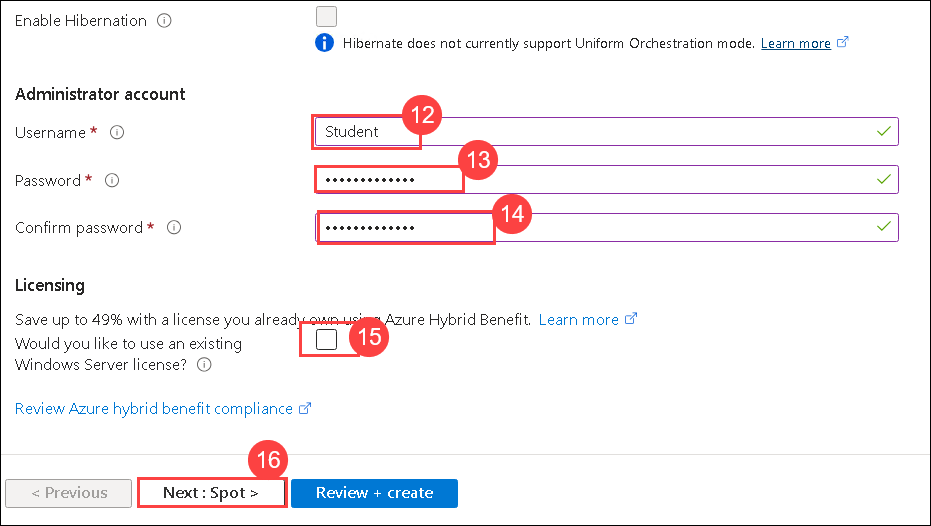 Enable Hibernation
Hibernate does not currently support Uniform Orchestration mode. Learn more
Administrator account
12
Username *
Student
13
Password *
•••••••••••••
14
Confirm password *
•••••••••••••
Licensing
Save up to 49% with a license you already own using Azure Hybrid Benefit. Learn more
15
Would you like to use an existing
Windows Server license?
Review Azure hybrid benefit compliance
16
< Previous
Next : Spot >
Review + create